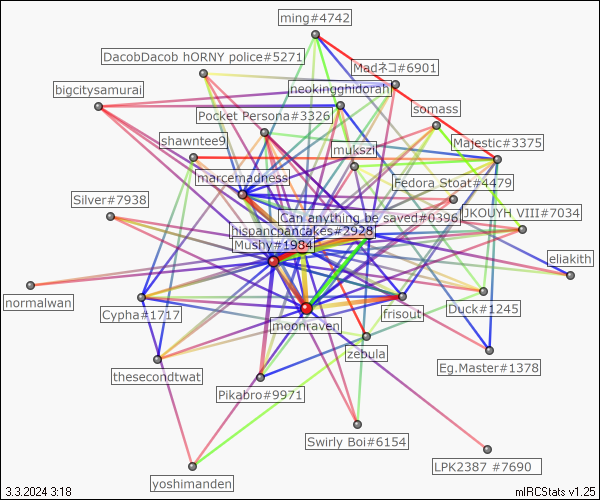 ming#4742
DacobDacob hORNY police#5271
Madネコ#6901
bigcitysamurai
neokingghidorah
somass
Pocket Persona#3326
shawntee9
Majestic#3375
mukszi
marcemadness
Fedora Stoat#4479
Silver#7938
Can anything be saved#0396
JKOUYH_VIII#7034
hispancpancakes#2928
Mushy#1984
eliakith
normalwan
Cypha#1717
moonraven
frisout
Duck#1245
zebula
thesecondtwat
Eg.Master#1378
Pikabro#9971
Swirly Boi#6154
LPK2387 #7690
yoshimanden
3.3.2024 3:18
mIRCStats v1.25